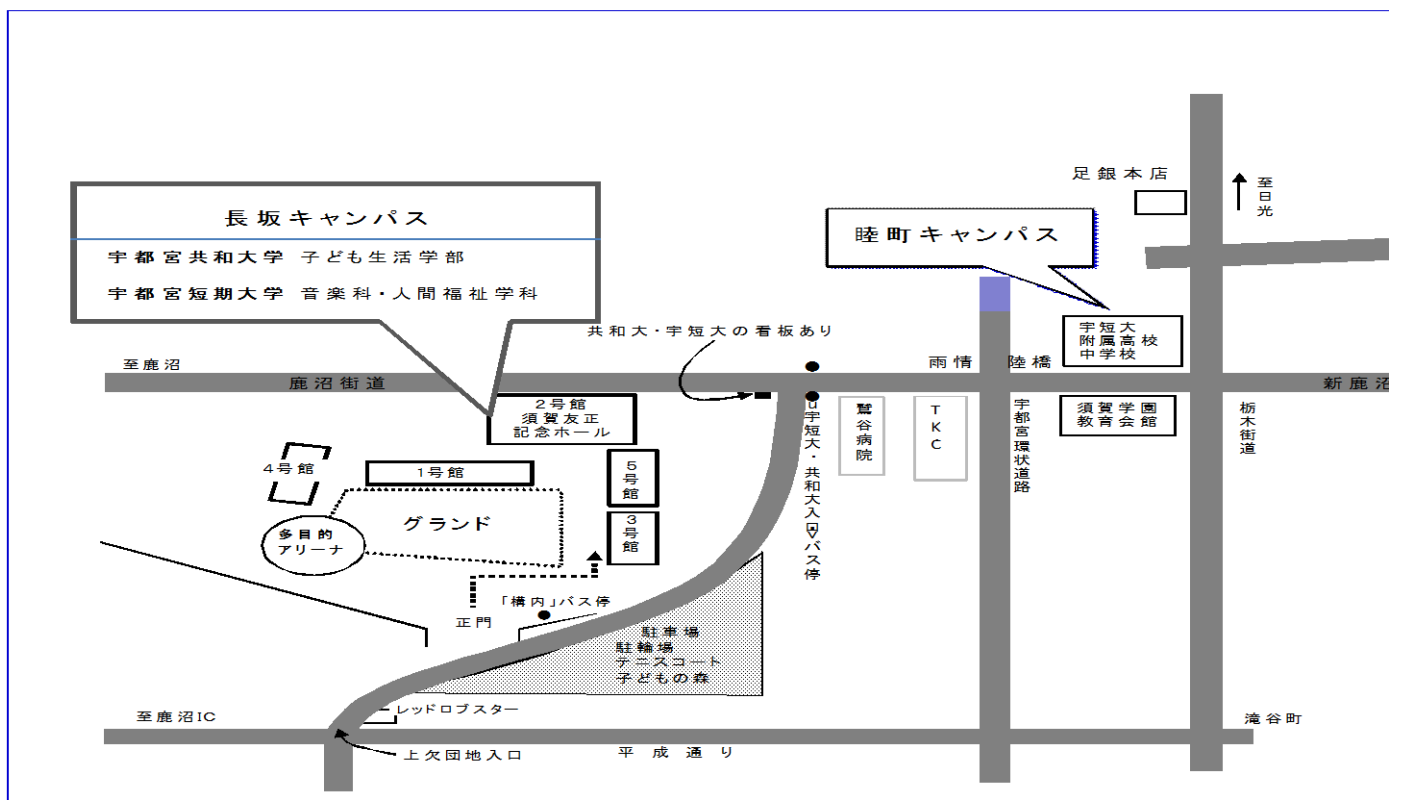 足銀本店
至日光
長坂キャンパス
宇都宮共和大学 子ども生活学部
宇都宮短期大学 音楽科・人間福祉学科
睦町キャンパス
共和大・宇短大の看板あり
宇短大
附属高校
中学校
至鹿沼
雨情 陸橋
鹿沼街道
新鹿沼
2号館
須賀友正
記念ホール
u宇短大・共和大入口バス停
鷲谷病院
TKC
宇都宮環状道路
須賀学園
教育会館
栃木街道
4号館
1号館
5号館
グランド
多目的
アリーナ
3号館
「構内」バス停
正門
駐車場
駐輪場
テニスコート
子どもの森
至鹿沼IC
レッドロブスター
滝谷町
上欠団地入口
平成通り